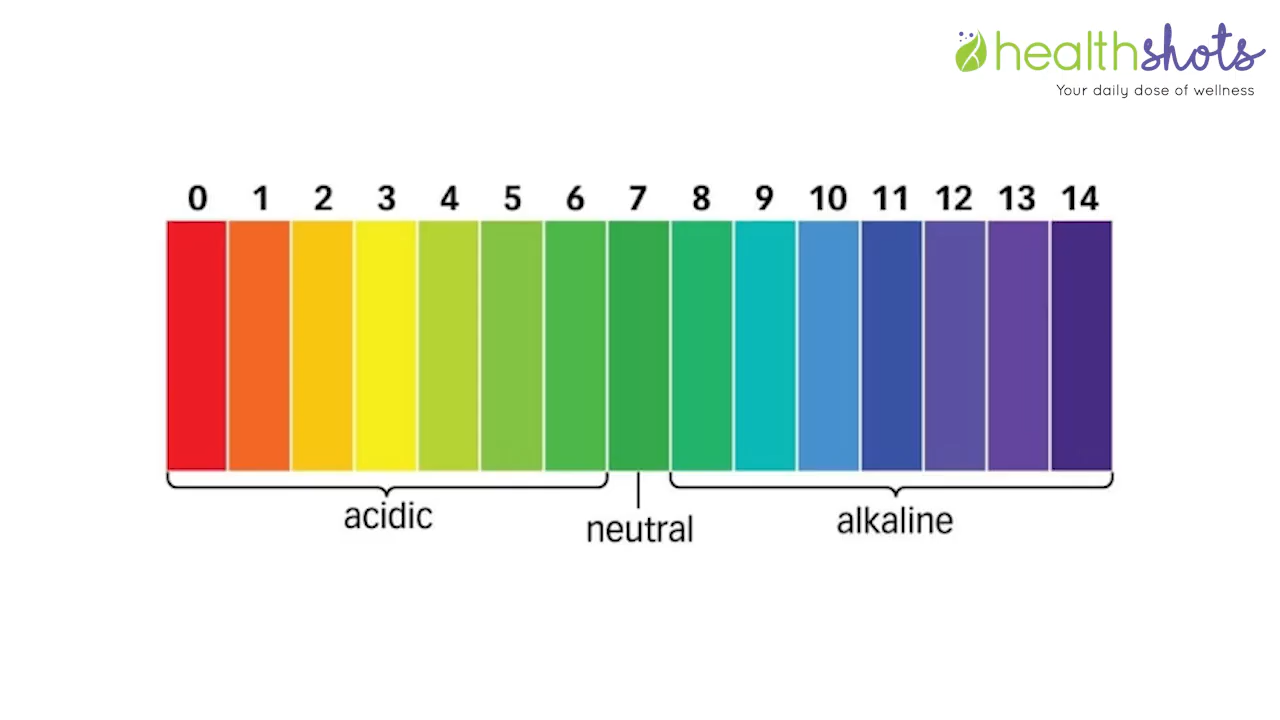 healthshots
Your daily dose of wellness
0 1 2 3 4 5 6 7 8 9 10 11 12 13 14
acidic
neutral
alkaline